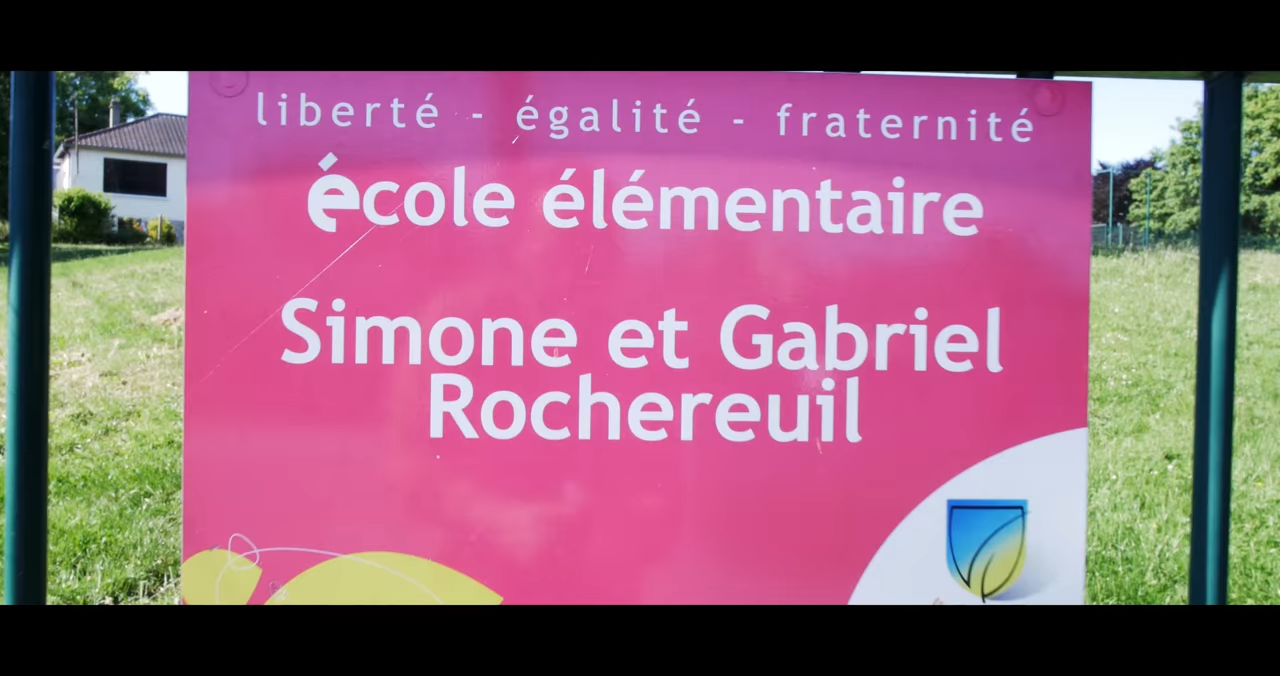 liberté - égalité - fraternité
école élémentaire
Simone et Gabriel
Rochereuil